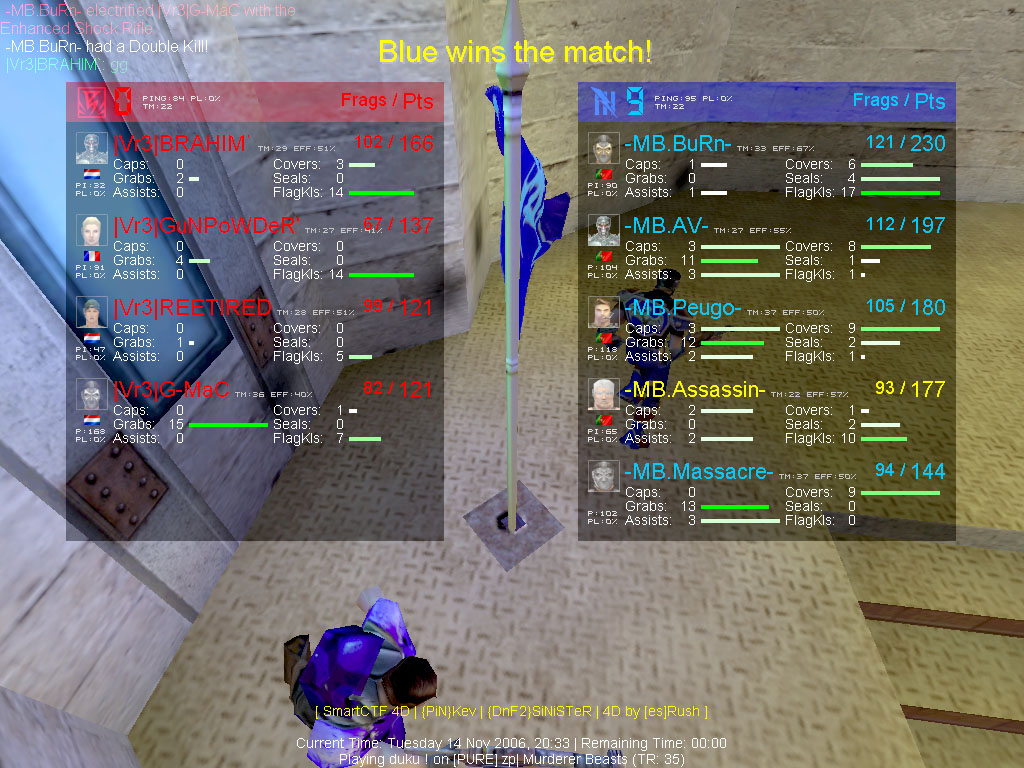 -MB.BuRn- electrified |Vr3|G-MaC with the
Enhanced Shock Rifle
-MB.BuRn- had a Double Kill!
|Vr3|BRAHIM`: gg
Blue wins the match!
0 PING:84 PL:0% TM:22 Frags / Pts
|Vr3|BRAHIM` TM:29 EFF:51% 102 / 166
Caps: 0 Covers: 3
Grabs: 2 Seals: 0
Assists: 0 FlagKls: 14
PI:32
PL:0%
|Vr3|GuNPoWDeR' TM:27 EFF:41% 67 / 137
Caps: 0 Covers: 0
Grabs: 4 Seals: 0
Assists: 0 FlagKls: 14
PI:91
PL:0%
|Vr3|REETIRED TM:28 EFF:51% 99 / 121
Caps: 0 Covers: 0
Grabs: 1 Seals: 0
Assists: 0 FlagKls: 5
PI:47
PL:0%
|Vr3|G-MaC TM:36 EFF:40% 82 / 121
Caps: 0 Covers: 1
Grabs: 15 Seals: 0
Assists: 0 FlagKls: 7
PI:168
PL:0%
9 PING:95 PL:0% TM:22 Frags / Pts
-MB.BuRn- TM:33 EFF:67% 121 / 230
Caps: 1 Covers: 6
Grabs: 0 Seals: 4
Assists: 1 FlagKls: 17
PI:90
PL:0%
-MB.AV- TM:27 EFF:55% 112 / 197
Caps: 3 Covers: 8
Grabs: 11 Seals: 1
Assists: 3 FlagKls: 1
PI:104
PL:0%
-MB.Peugo- TM:37 EFF:50% 105 / 180
Caps: 3 Covers: 9
Grabs: 12 Seals: 2
Assists: 2 FlagKls: 1
PI:118
PL:0%
-MB.Assassin- TM:22 EFF:57% 93 / 177
Caps: 2 Covers: 1
Grabs: 0 Seals: 2
Assists: 2 FlagKls: 10
PI:65
PL:0%
-MB.Massacre- TM:37 EFF:50% 94 / 144
Caps: 0 Covers: 9
Grabs: 13 Seals: 0
Assists: 3 FlagKls: 0
PI:102
PL:0%
[ SmartCTF 4D | {PiN}Kev | {DnF2}SiNiSTeR | 4D by [es]Rush ]
Current Time: Tuesday 14 Nov 2006, 20:33 | Remaining Time: 00:00
Playing duku ! on [PURE] zp| Murderer Beasts (TR: 35)